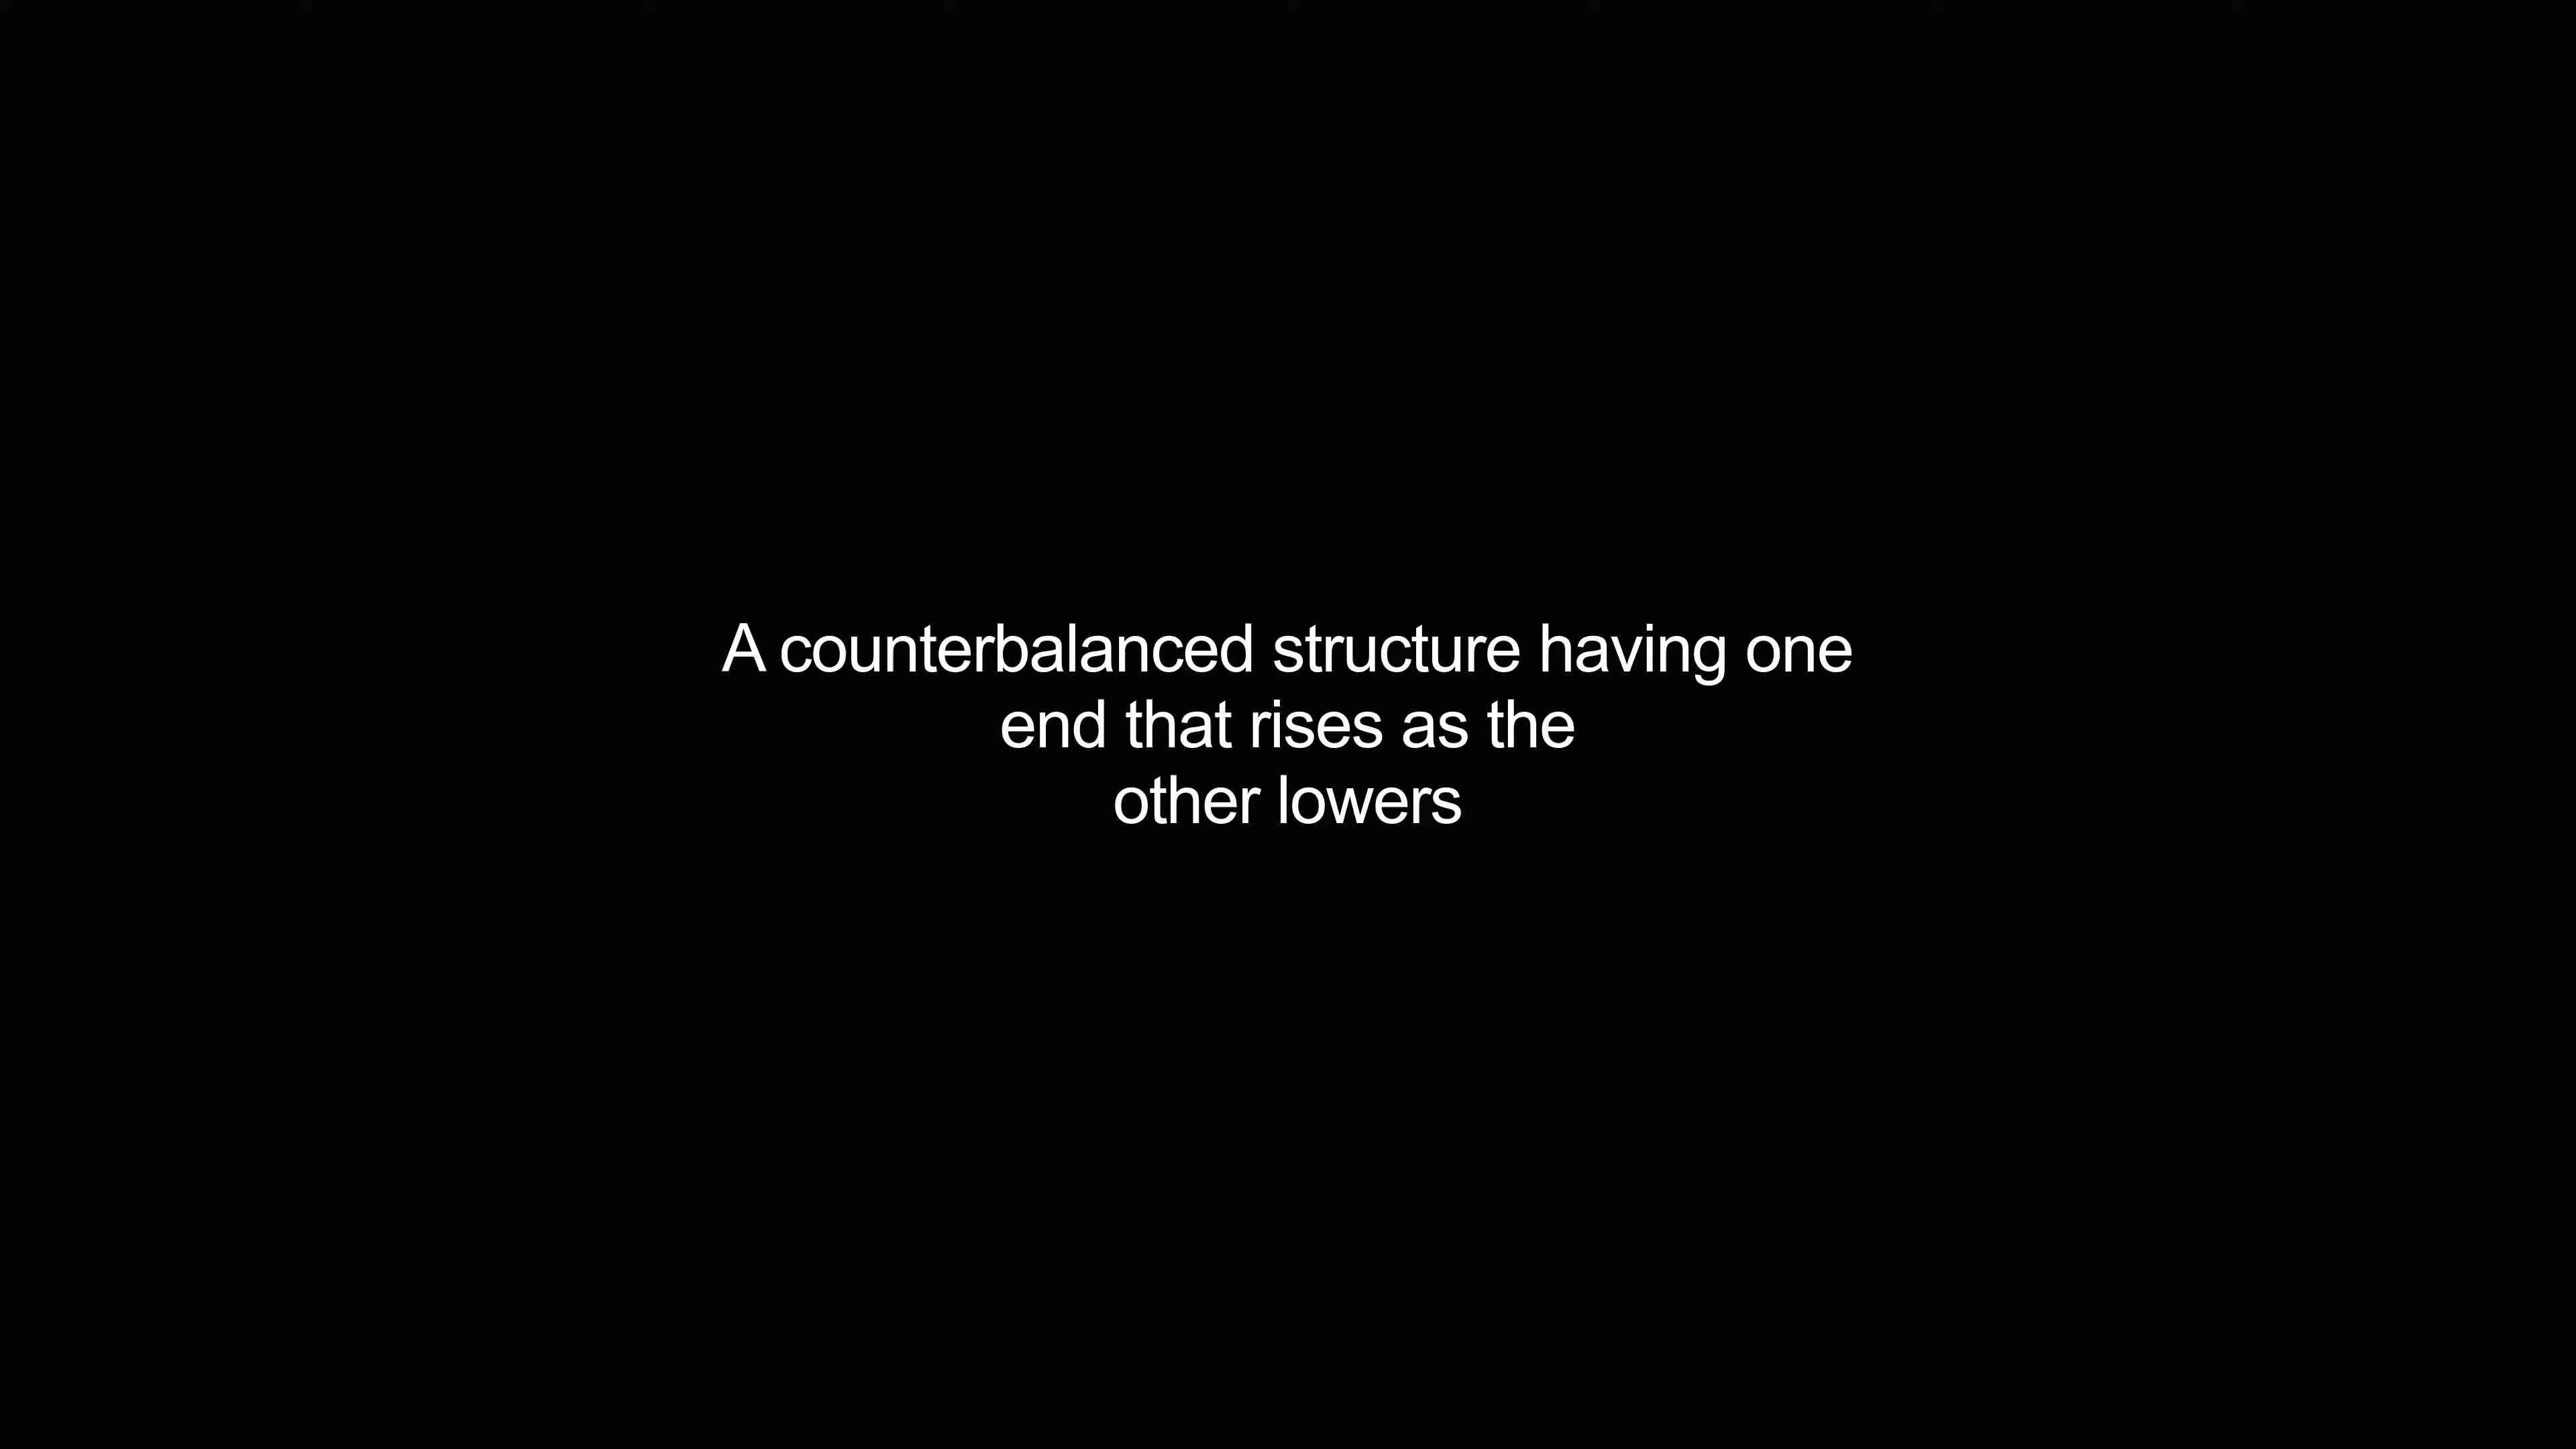 A counterbalanced structure having one
end that rises as the
other lowers